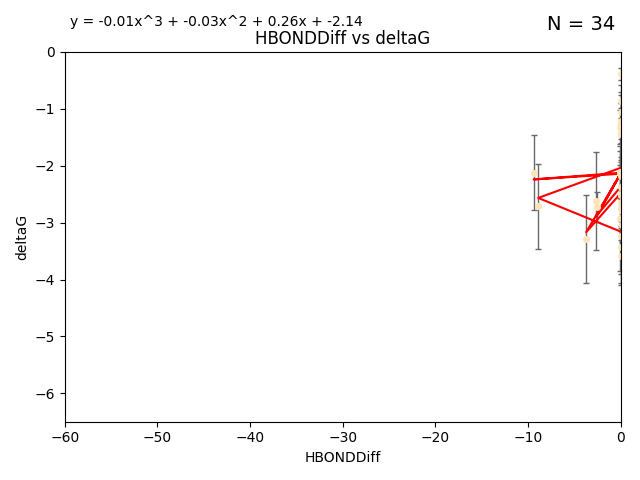 y = -0.01x^3 + -0.03x^2 + 0.26x + -2.14
N = 34
HBONDDiff vs deltaG
0
−1
−2
−3
−4
−5
−6
deltaG
−60 −50 −40 −30 −20 −10 0
HBONDDiff